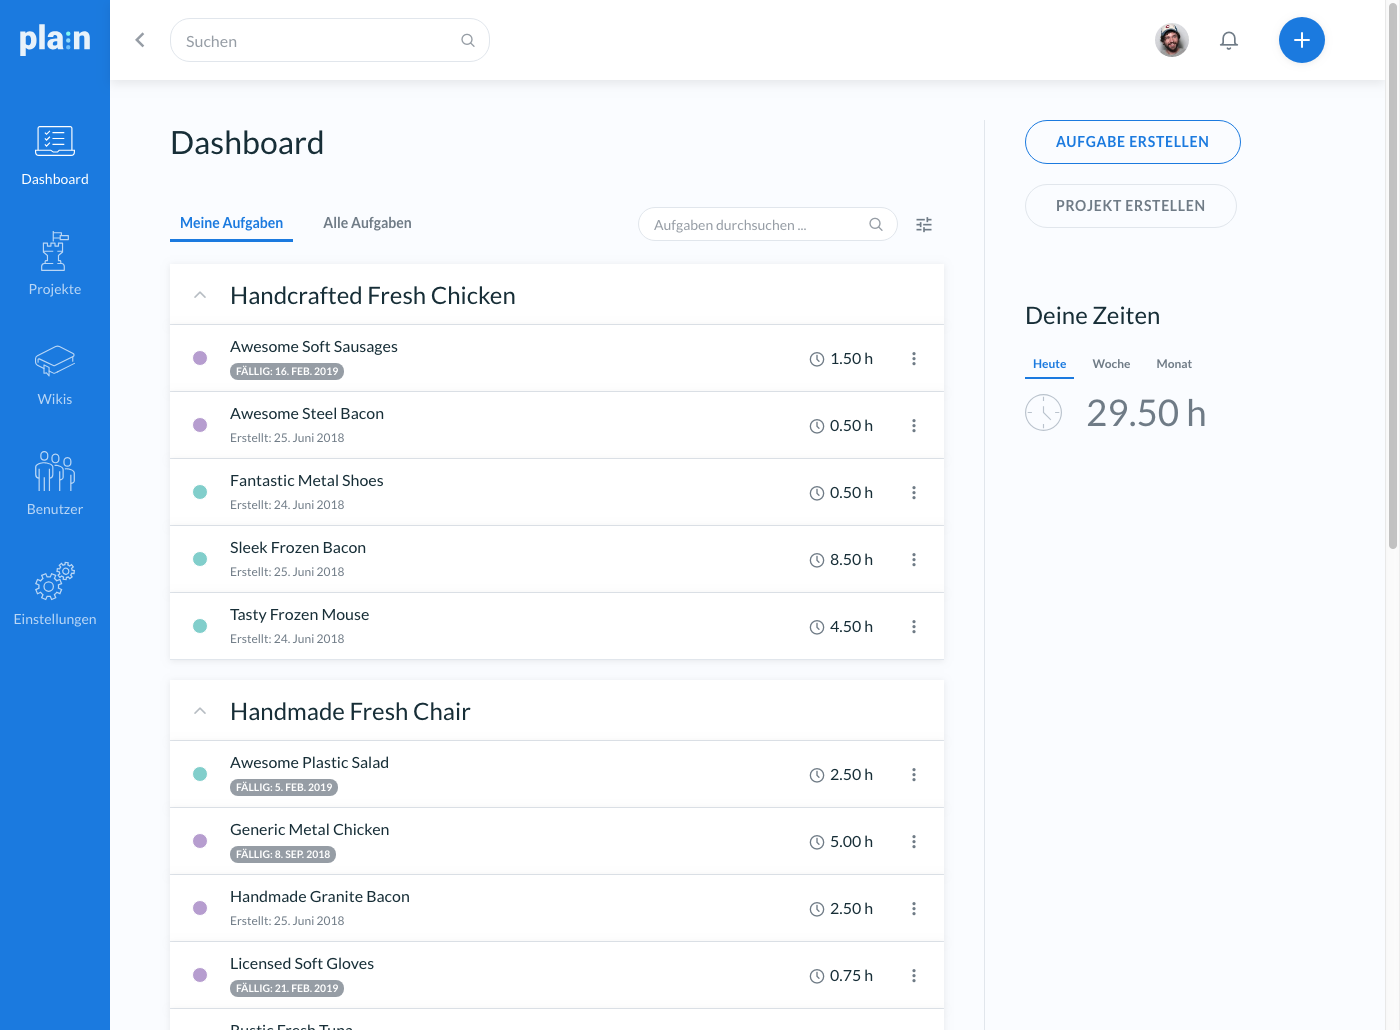 pla:n
Suchen
Dashboard
Projekte
Wikis
Benutzer
Einstellungen
Dashboard
Meine Aufgaben
Alle Aufgaben
Aufgaben durchsuchen ...
Handcrafted Fresh Chicken
Awesome Soft Sausages
FÄLLIG: 16. FEB. 2019
1.50 h
Awesome Steel Bacon
Erstellt: 25. Juni 2018
0.50 h
Fantastic Metal Shoes
Erstellt: 24. Juni 2018
0.50 h
Sleek Frozen Bacon
Erstellt: 25. Juni 2018
8.50 h
Tasty Frozen Mouse
Erstellt: 24. Juni 2018
4.50 h
Handmade Fresh Chair
Awesome Plastic Salad
FÄLLIG: 5. FEB. 2019
2.50 h
Generic Metal Chicken
FÄLLIG: 8. SEP. 2018
5.00 h
Handmade Granite Bacon
Erstellt: 25. Juni 2018
2.50 h
Licensed Soft Gloves
FÄLLIG: 21. FEB. 2019
0.75 h
Rustic Fresh Tuna
AUFGABE ERSTELLEN
PROJEKT ERSTELLEN
Deine Zeiten
Heute
Woche
Monat
29.50 h